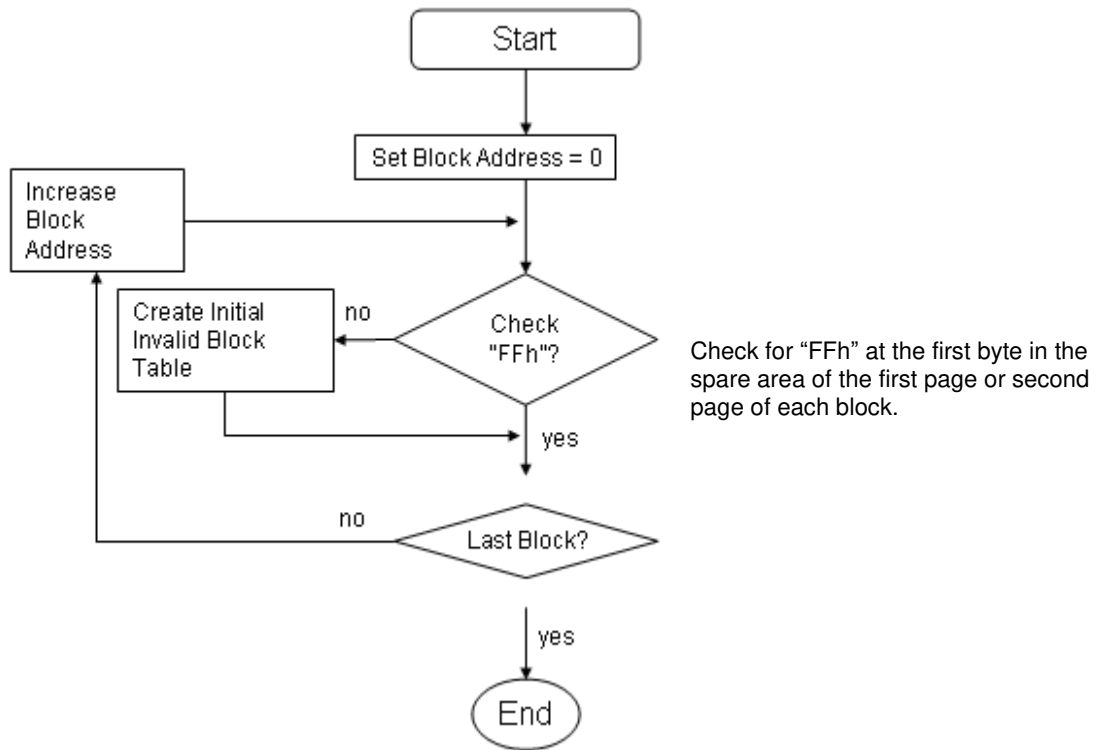 Start
Set Block Address = 0
Increase
Block
Address
Create Initial
Invalid Block
Table
no
Check
"FFh"?
Check for “FFh” at the first byte in the
spare area of the first page or second
page of each block.
yes
no
Last Block?
yes
End